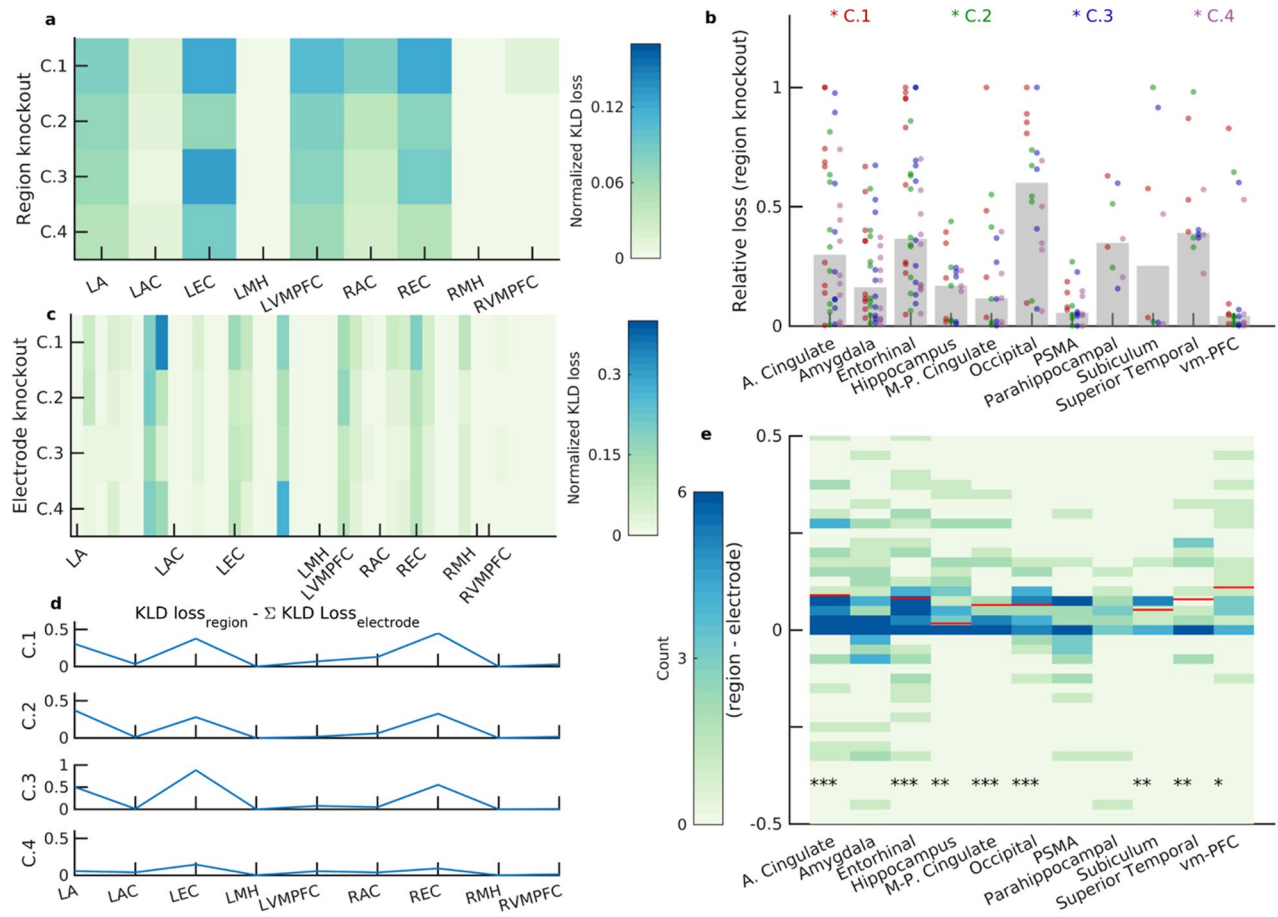 a
Region knockout
C.1
C.2
C.3
C.4
LA LAC LEC LMH LVMPFC RAC REC RMH RVMPFC
Normalized KLD loss
0.12
0.06
0
b
* C.1 * C.2 * C.3 * C.4
Relative loss (region knockout)
1
0.5
0
A. Cingulate Amygdala Entorhinal Hippocampus M-P. Cingulate Occipital PSMA Parahippocampal Subiculum Superior Temporal vm-PFC
c
Electrode knockout
C.1
C.2
C.3
C.4
LA LAC LEC LMH LVMPFC RAC REC RMH RVMPFC
Normalized KLD loss
0.3
0.15
0
d
KLD loss region - Σ KLD Loss electrode
C.1
0.5
0
C.2
0.5
0
C.3
1
0.5
0
C.4
0.5
0
LA LAC LEC LMH LVMPFC RAC REC RMH RVMPFC
e
Count
6
3
0
(region - electrode)
0.5
0
-0.5
*** *** ** *** *** ** ** *
A. Cingulate Amygdala Entorhinal Hippocampus M-P. Cingulate Occipital PSMA Parahippocampal Subiculum Superior Temporal vm-PFC